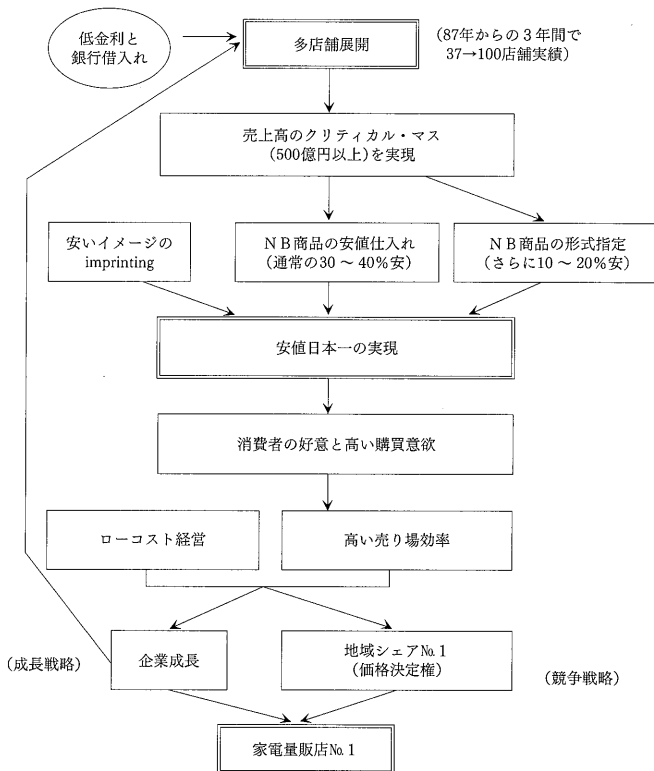 低金利と
銀行借入れ
多店舗展開
(87年からの3年間で
37→100店舗実績)
売上高のクリティカル・マス
(500億円以上)を実現
安いイメージの
imprinting
NB商品の安値仕入れ
(通常の30～40%安)
NB商品の形式指定
(さらに10～20%安)
安値日本一の実現
消費者の好意と高い購買意欲
ローコスト経営
高い売り場効率
(成長戦略)
企業成長
地域シェア№1
(価格決定権)
(競争戦略)
家電量販店№1